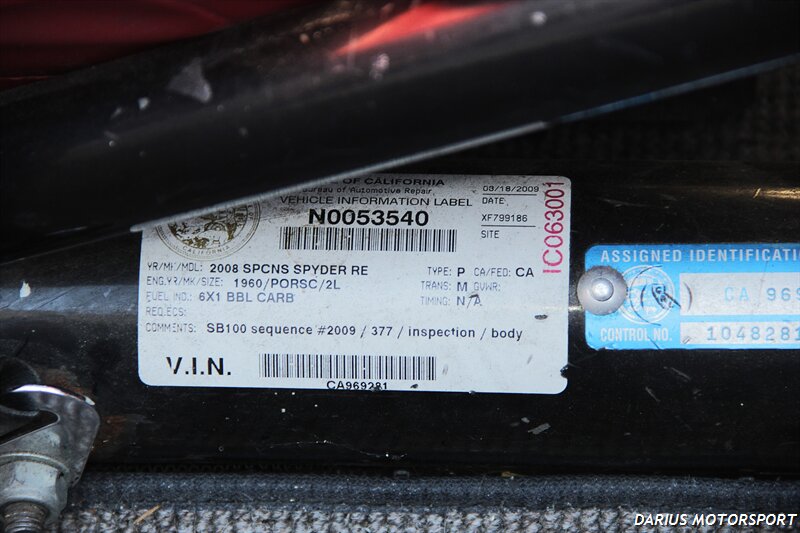 OF CALIFORNIA
Bureau of Automotive Repair
VEHICLE INFORMATION LABEL
N0053540
03/18/2009
DATE
XF799186
SITE
IC063001
YR/MK/MDL: 2008 SPCNS SPYDER RE TYPE: P CA/FED: CA
ENG.YR/MK/SIZE: 1960/PORSC/2L TRANS: M GVWR:
FUEL IND.: 6X1 BBL CARB TIMING: N/A
REQ.ECS:
COMMENTS: SB100 sequence #2009 / 377 / inspection / body
V.I.N.
CA969281
CALIFORNIA
ASSIGNED IDENTIFICATI
CA 969
CONTROL NO. 1048281
DARIUS MOTORSPORT